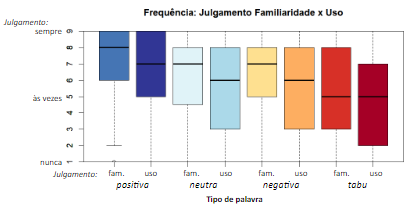 Frequência: Julgamento Familiaridade x Uso
Julgamento:
sempre
às vezes
nunca
9
8
7
6
5
4
3
2
1
Julgamento: fam. uso fam. uso fam. uso fam. uso
positiva neutra negativa tabu
Tipo de palavra